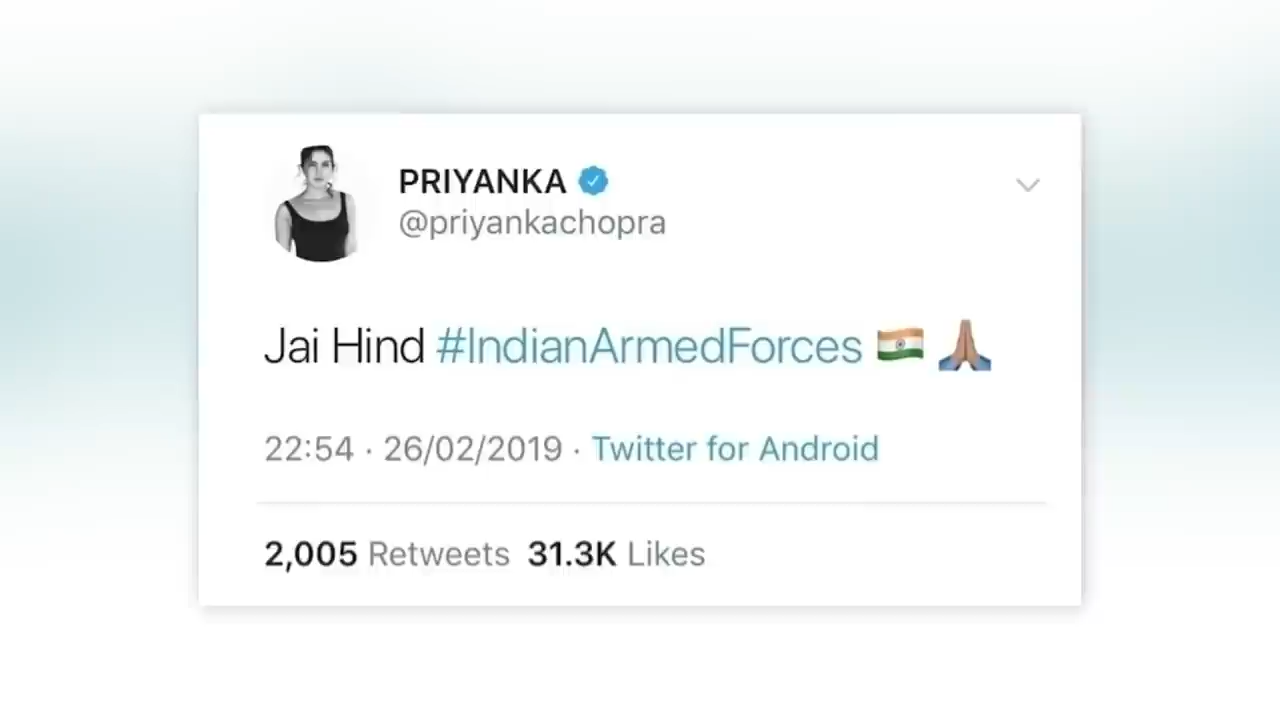 PRIYANKA
@priyankachopra
Jai Hind #IndianArmedForces 🇮🇳 🙏🏽
22:54 · 26/02/2019 · Twitter for Android
2,005 Retweets 31.3K Likes